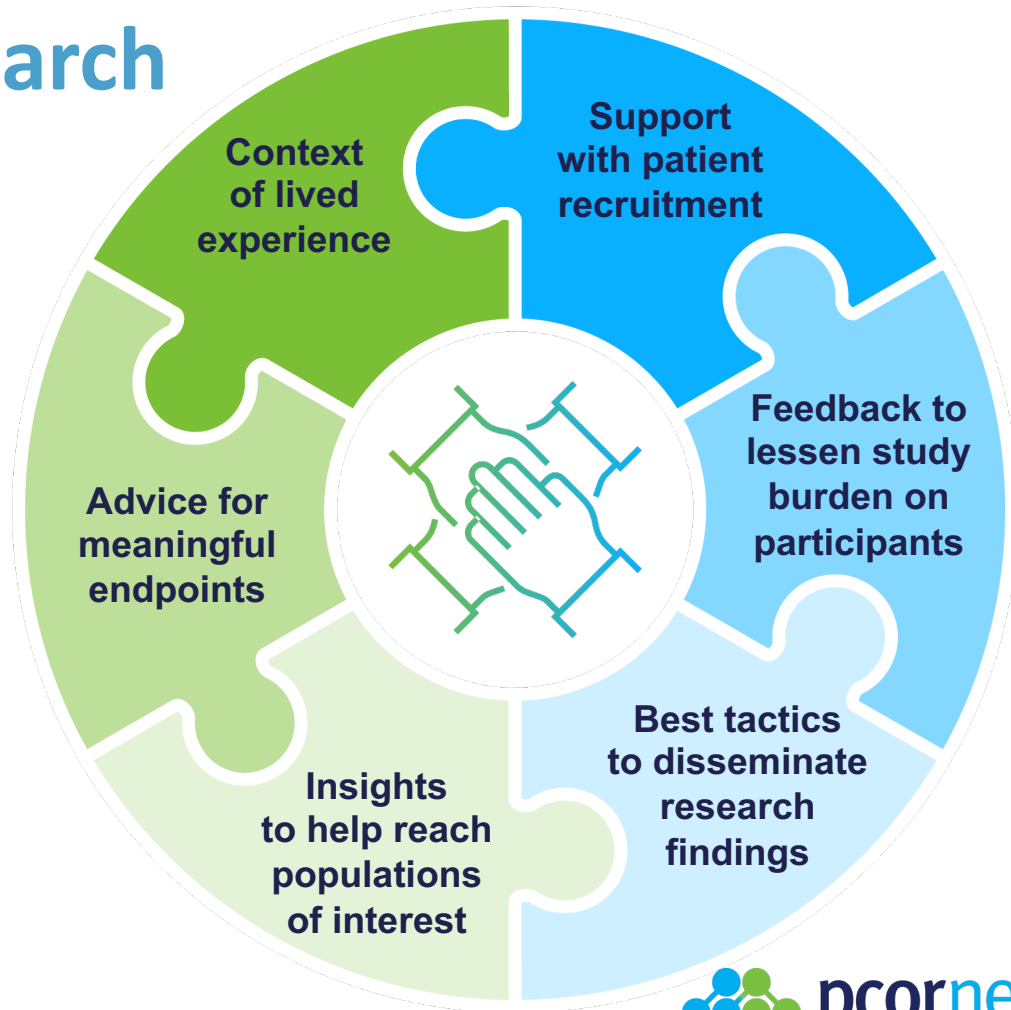 arch
Context
of lived
experience
Support
with patient
recruitment
Feedback to
lessen study
burden on
participants
Best tactics
to disseminate
research
findings
Insights
to help reach
populations
of interest
Advice for
meaningful
endpoints
pcorne